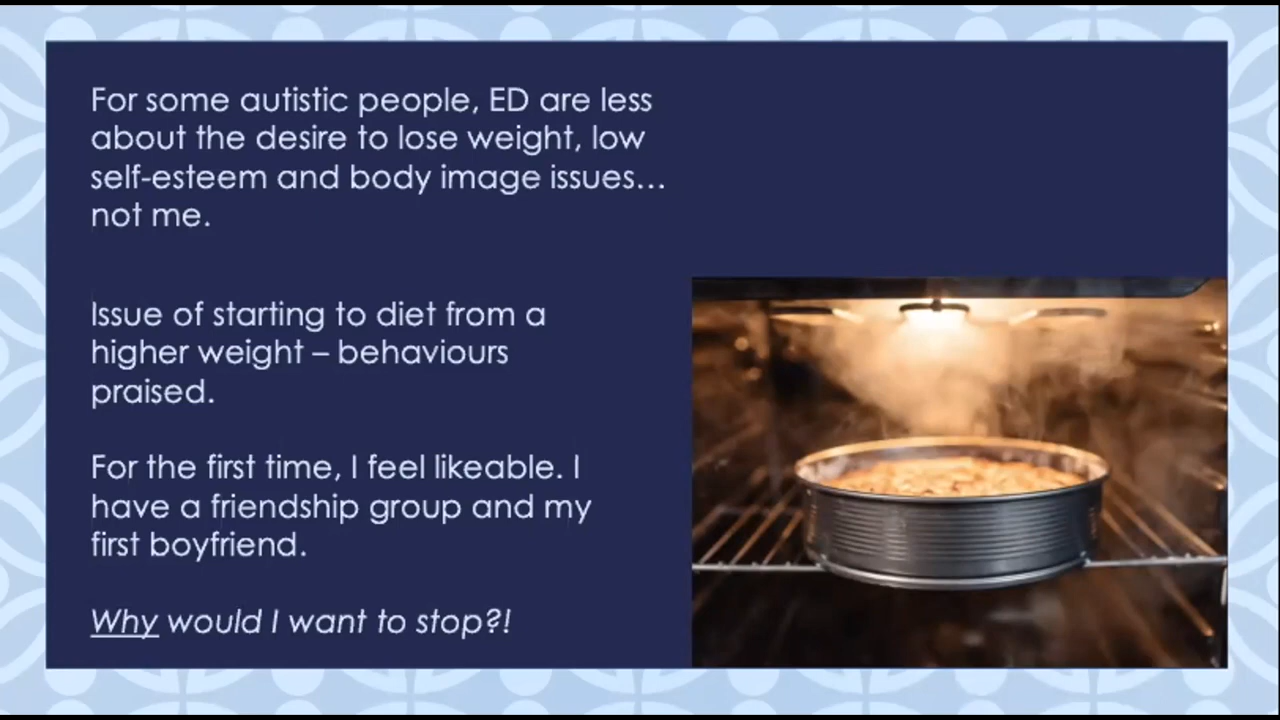 For some autistic people, ED are less
about the desire to lose weight, low
self-esteem and body image issues…
not me.
Issue of starting to diet from a
higher weight – behaviours
praised.
For the first time, I feel likeable. I
have a friendship group and my
first boyfriend.
Why would I want to stop?!